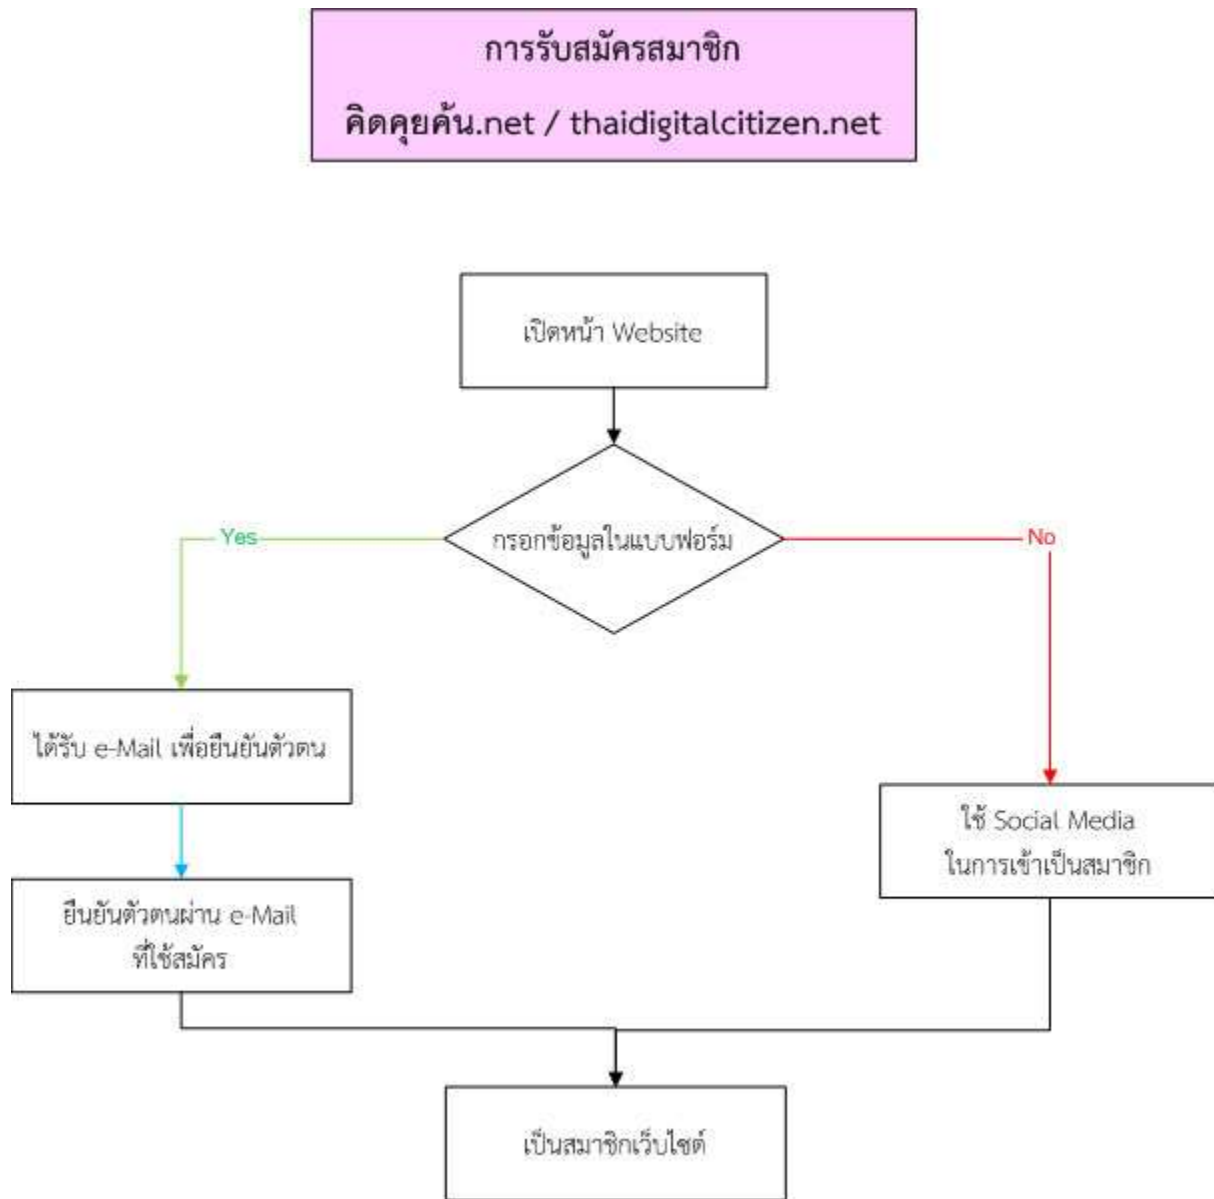 การรับสมัครสมาชิก
คิดคุยค้น.net / thaidigitalcitizen.net
เปิดหน้า Website
กรอกข้อมูลในแบบฟอร์ม
Yes
No
ได้รับ e-Mail เพื่อยืนยันตัวตน
ใช้ Social Media
ในการเข้าเป็นสมาชิก
ยืนยันตัวตนผ่าน e-Mail
ที่ใช้สมัคร
เป็นสมาชิกเว็บไซต์